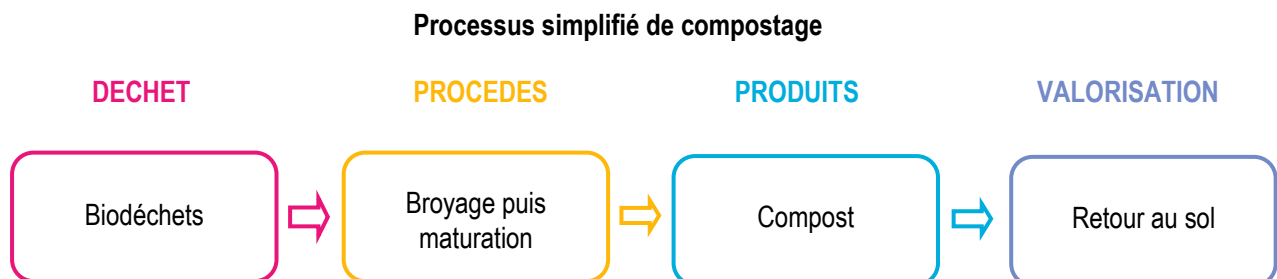 Processus simplifié de compostage
DECHET
PROCEDES
PRODUITS
VALORISATION
Biodéchets
Broyage puis
maturation
Compost
Retour au sol